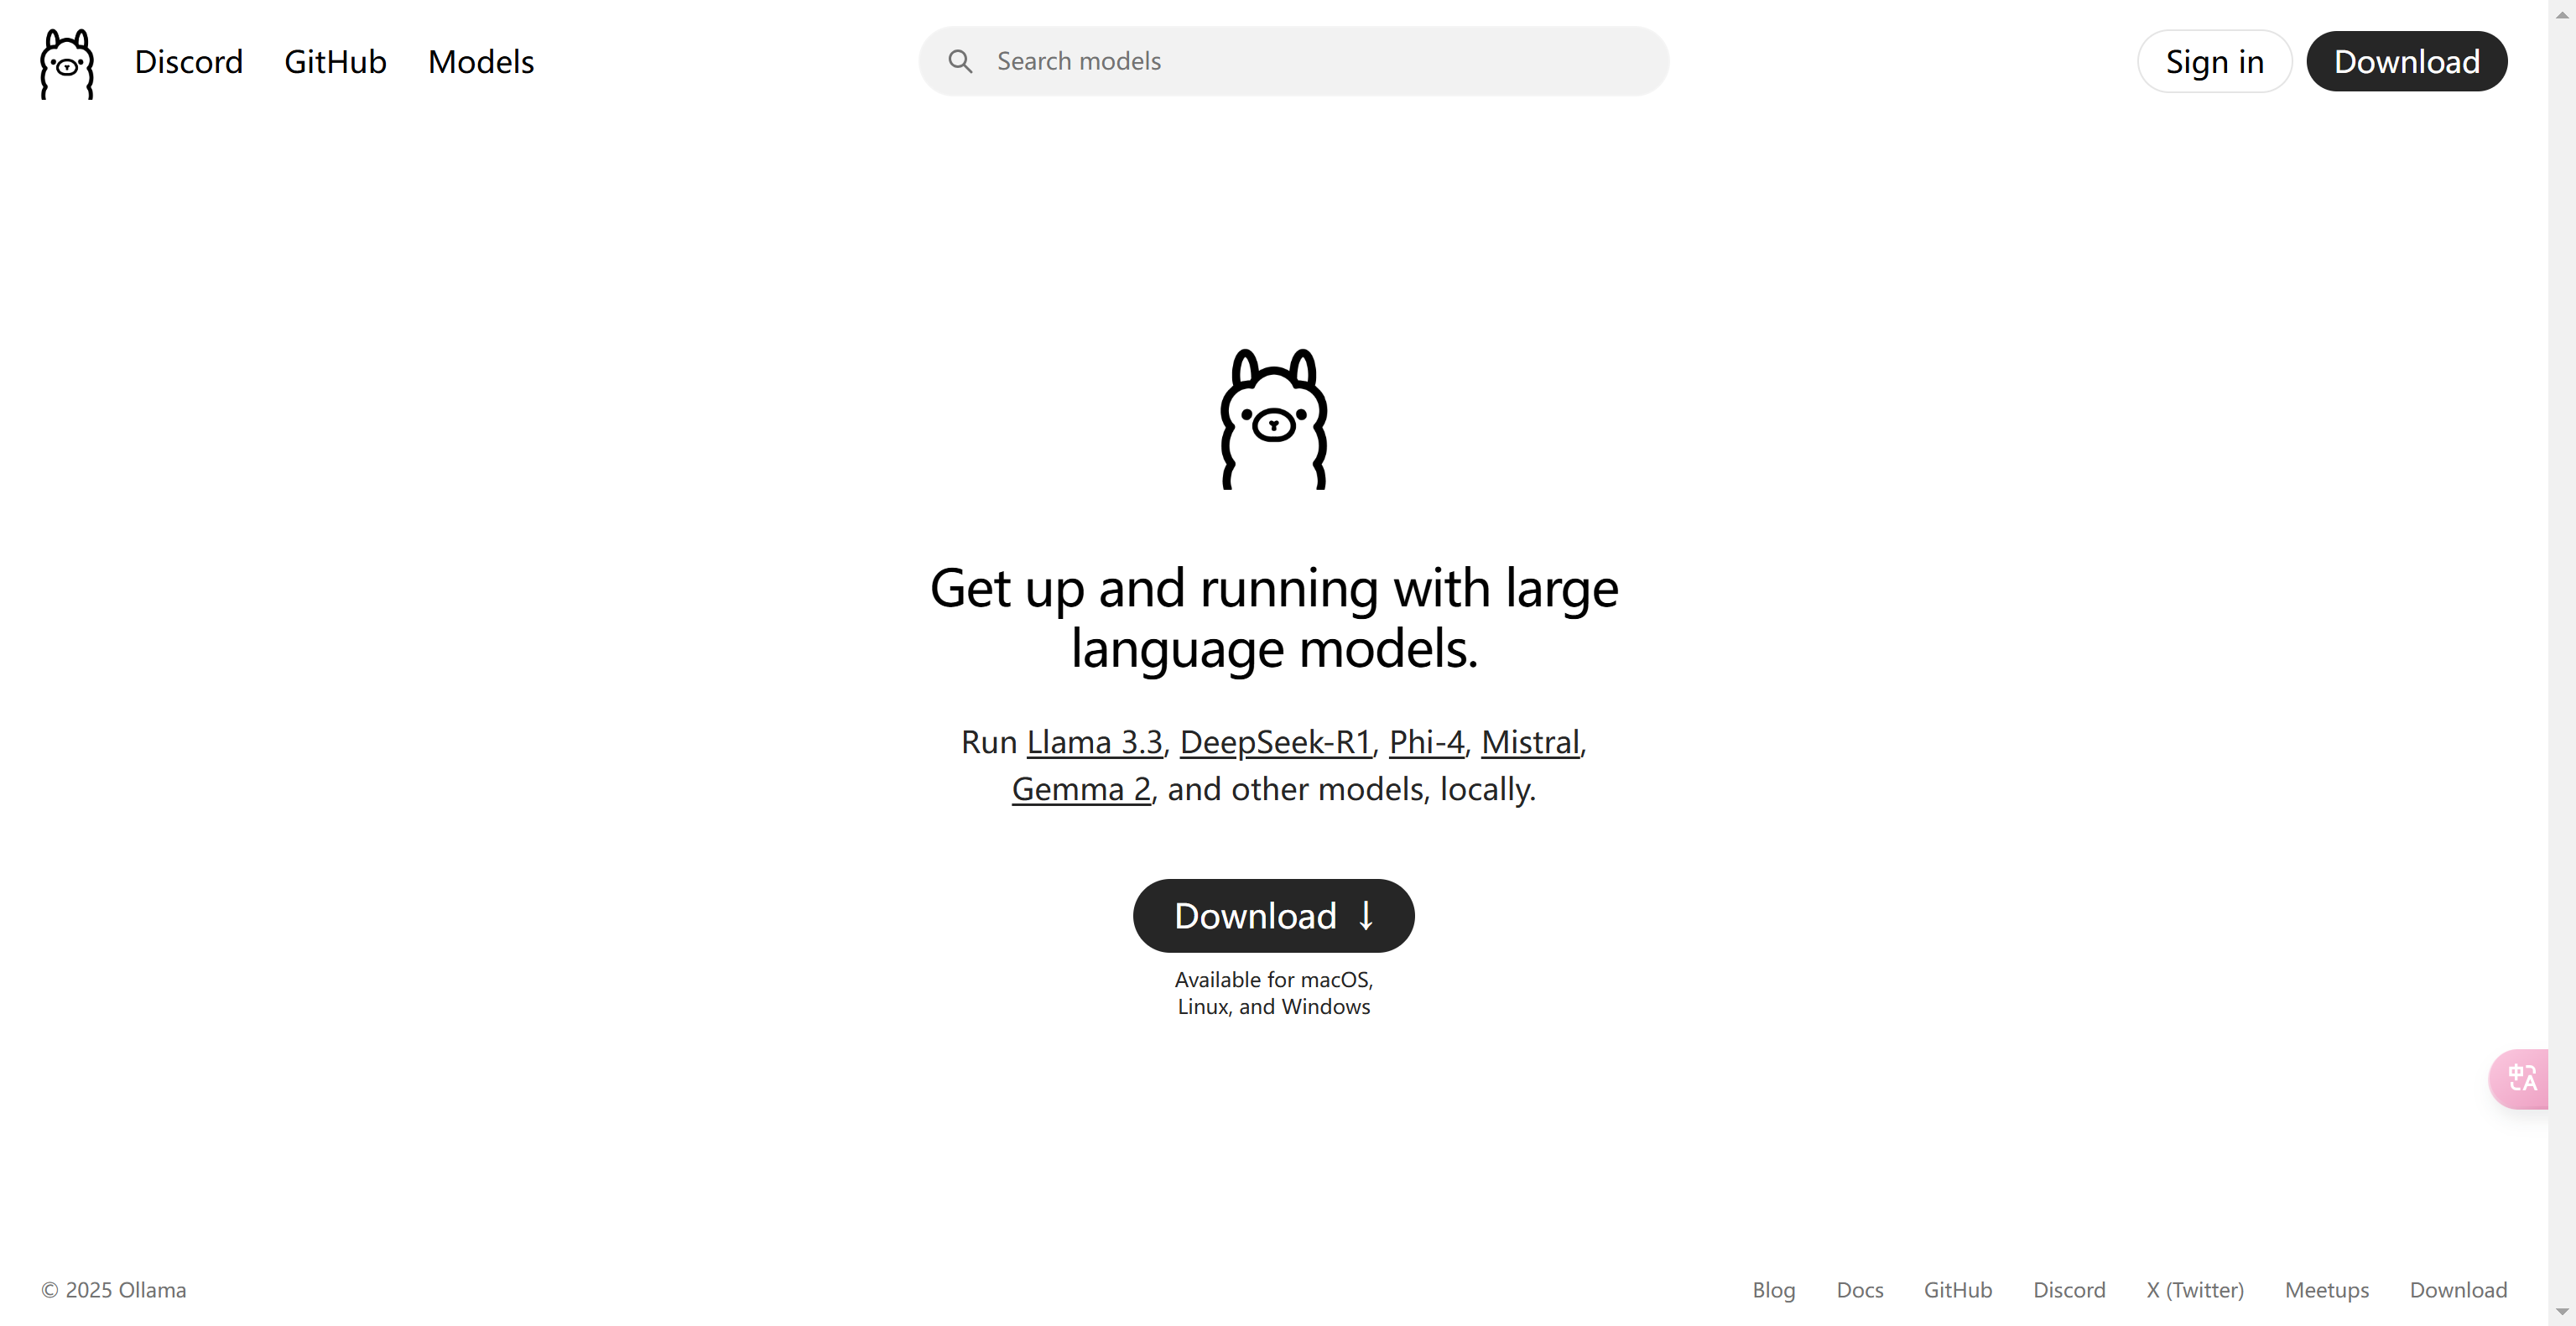 Discord GitHub Models Search models Sign in Download
Get up and running with large
language models.
Run Llama 3.3, DeepSeek-R1, Phi-4, Mistral,
Gemma 2, and other models, locally.
Download ↓
Available for macOS,
Linux, and Windows
中A
© 2025 Ollama Blog Docs GitHub Discord X (Twitter) Meetups Download